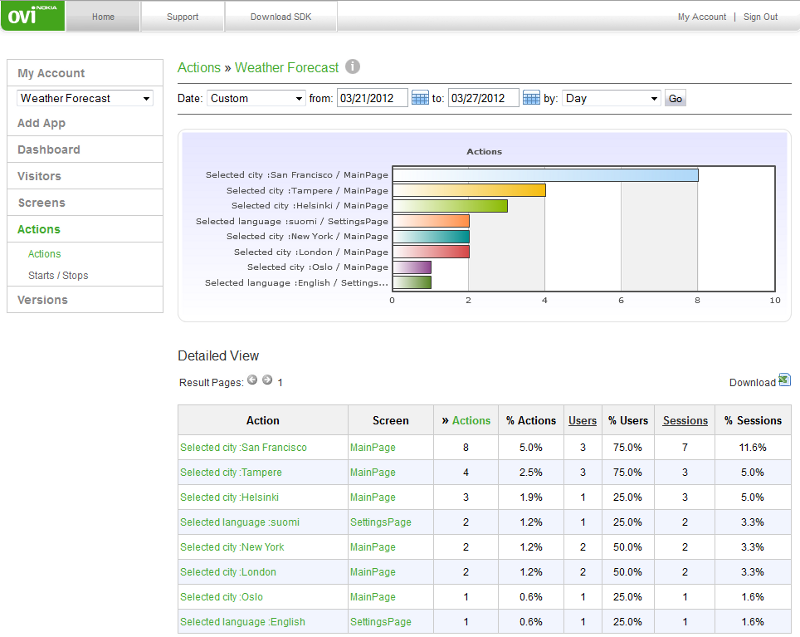 ovi NOKIA Home Support Download SDK My Account | Sign Out
My Account
Weather Forecast
Add App
Dashboard
Visitors
Screens
Actions
Actions
Starts / Stops
Versions
Actions » Weather Forecast i
Date: Custom from: 03/21/2012 to: 03/27/2012 by: Day Go
Actions
Selected city :San Francisco / MainPage
Selected city :Tampere / MainPage
Selected city :Helsinki / MainPage
Selected language :suomi / SettingsPage
Selected city :New York / MainPage
Selected city :London / MainPage
Selected city :Oslo / MainPage
Selected language :English / Settings...
0 2 4 6 8 10
Detailed View
Result Pages: 1 Download
Action Screen » Actions % Actions Users % Users Sessions % Sessions
Selected city :San Francisco MainPage 8 5.0% 3 75.0% 7 11.6%
Selected city :Tampere MainPage 4 2.5% 3 75.0% 3 5.0%
Selected city :Helsinki MainPage 3 1.9% 1 25.0% 3 5.0%
Selected language :suomi SettingsPage 2 1.2% 1 25.0% 2 3.3%
Selected city :New York MainPage 2 1.2% 2 50.0% 2 3.3%
Selected city :London MainPage 2 1.2% 2 50.0% 2 3.3%
Selected city :Oslo MainPage 1 0.6% 1 25.0% 1 1.6%
Selected language :English SettingsPage 1 0.6% 1 25.0% 1 1.6%